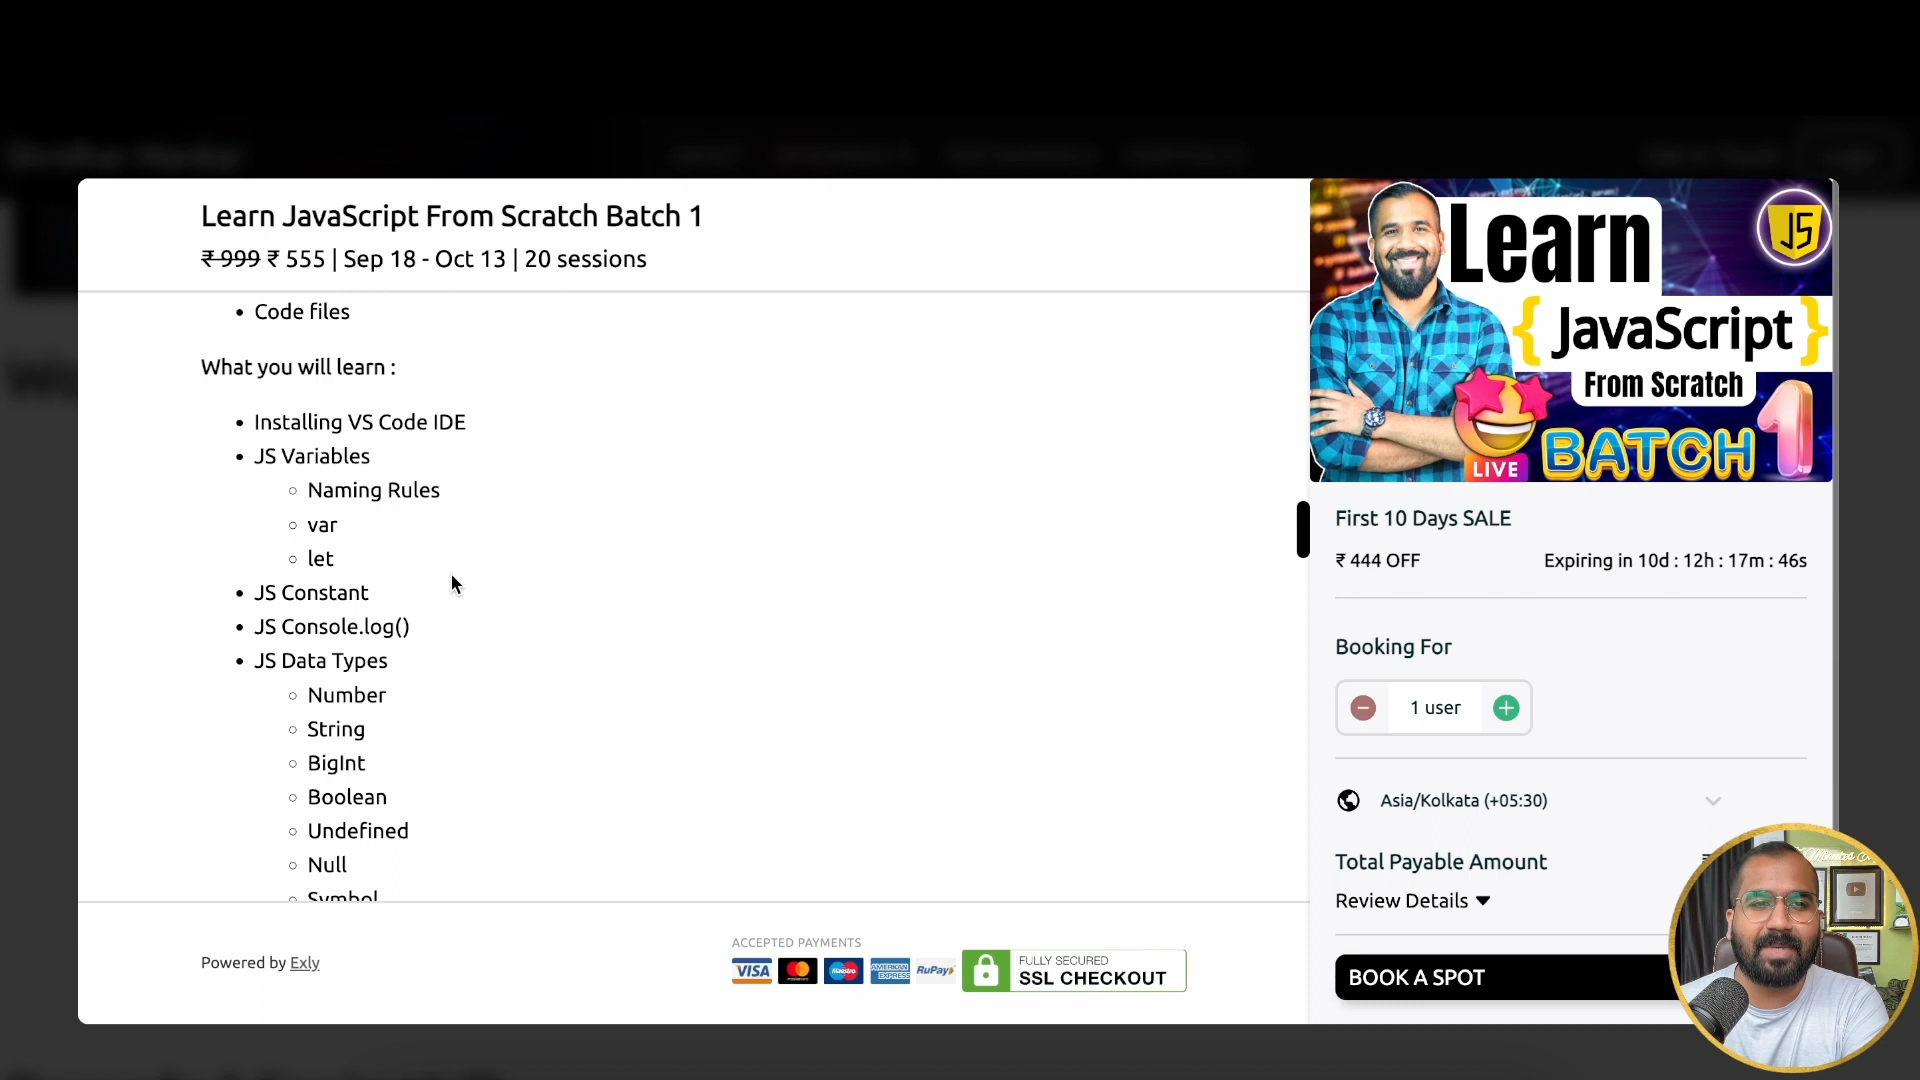 Learn JavaScript From Scratch Batch 1
₹ 999 ₹ 555 | Sep 18 - Oct 13 | 20 sessions
Code files
What you will learn :
Installing VS Code IDE
JS Variables
Naming Rules
var
let
JS Constant
JS Console.log()
JS Data Types
Number
String
BigInt
Boolean
Undefined
Null
Symbol
Powered by Exly
ACCEPTED PAYMENTS
VISA
Maestro
AMERICAN EXPRESS
RuPay
FULLY SECURED
SSL CHECKOUT
Learn
JS
{ JavaScript }
From Scratch
LIVE
BATCH 1
First 10 Days SALE
₹ 444 OFF
Expiring in 10d : 12h : 17m : 46s
Booking For
1 user
Asia/Kolkata (+05:30)
Total Payable Amount
Review Details
BOOK A SPOT